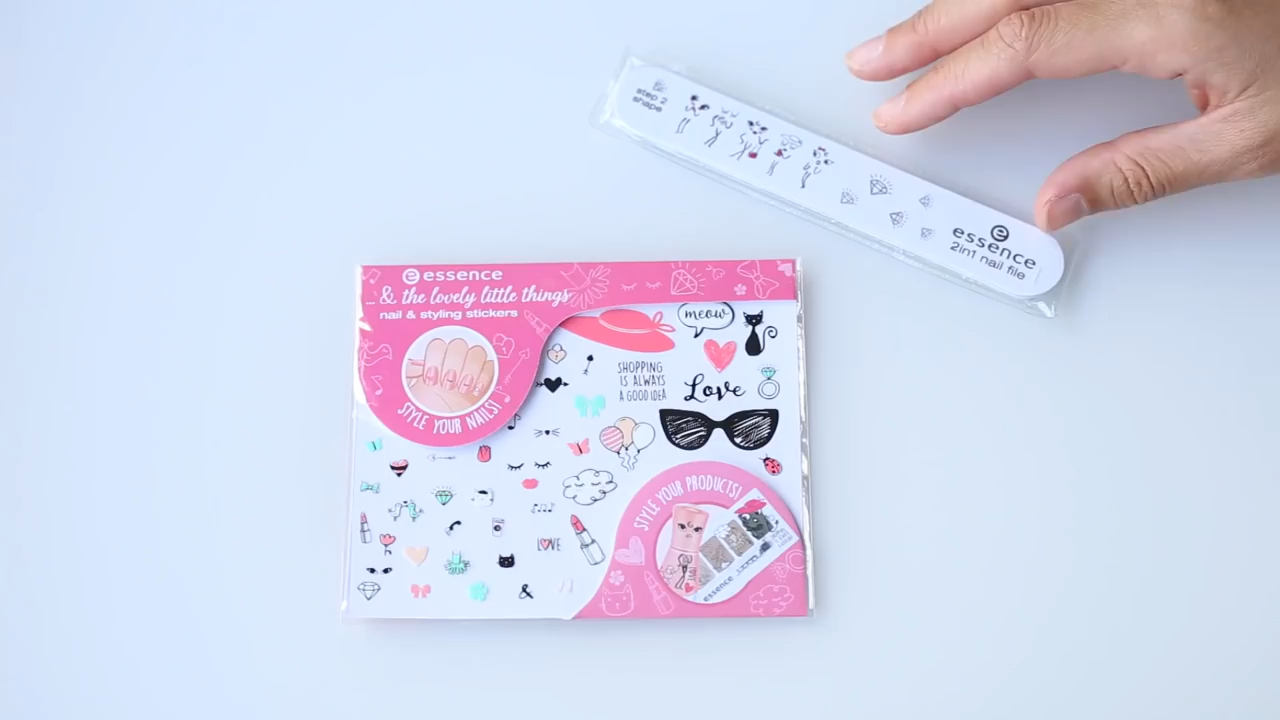 step 2
shape
e
essence
2in1 nail file
e essence
... & the lovely little things
nail & styling stickers
STYLE YOUR NAILS!
meow
SHOPPING
IS ALWAYS
A GOOD IDEA
Love
LOVE
&
STYLE YOUR PRODUCTS!
essence